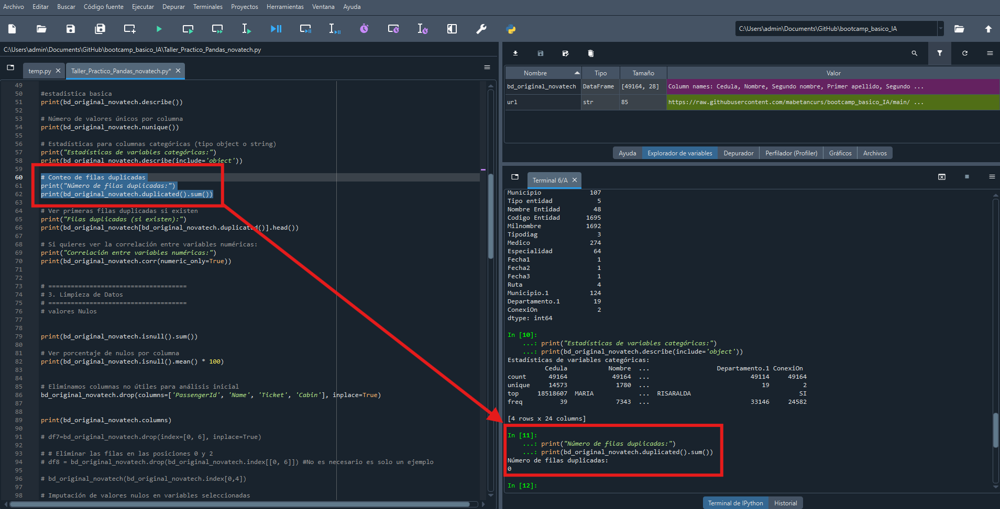 Archivo Editar Buscar Código fuente Ejecutar Depurar Terminales Proyectos Herramientas Ventana Ayuda
C:\Users\admin\Documents\GitHub\bootcamp_basico_IA
C:\Users\admin\Documents\GitHub\bootcamp_basico_IA\Taller_Practico_Pandas_novatech.py
temp.py
Taller_Practico_Pandas_novatech.py*
49
50 #estadistica basica
51 print(bd_original_novatech.describe())
52
53 # Número de valores únicos por columna
54 print(bd_original_novatech.nunique())
55
56 # Estadísticas para columnas categóricas (tipo object o string)
57 print("Estadísticas de variables categóricas:")
58 print(bd_original_novatech.describe(include='object'))
59
60 # Conteo de filas duplicadas
61 print("Número de filas duplicadas:")
62 print(bd_original_novatech.duplicated().sum())
63
64 # Ver primeras filas duplicadas si existen
65 print("Filas duplicadas (si existen):")
66 print(bd_original_novatech[bd_original_novatech.duplicated()].head())
67
68 # Si quieres ver la correlación entre variables numéricas:
69 print("Correlación entre variables numéricas:")
70 print(bd_original_novatech.corr(numeric_only=True))
71
72
73 # =====================================
74 # 3. Limpieza de Datos
75 # =====================================
76 # valores Nulos
77
78
79 print(bd_original_novatech.isnull().sum())
80
81 # Ver porcentaje de nulos por columna
82 print(bd_original_novatech.isnull().mean() * 100)
83
84
85 # Eliminamos columnas no útiles para análisis inicial
86 bd_original_novatech.drop(columns=['PassengerId', 'Name', 'Ticket', 'Cabin'], inplace=True)
87
88
89 print(bd_original_novatech.columns)
90
91 # df7=bd_original_novatech.drop(index=[0, 6], inplace=True)
92
93 # # Eliminar las filas en las posiciones 0 y 2
94 # df8 = bd_original_novatech.drop(bd_original_novatech.index[[0, 6]]) #No es necesario es solo un ejemplo
95
96 # bd_original_novatech(bd_original_novatech.index[0,4])
97
98 # Imputación de valores nulos en variables seleccionadas
Nombre Tipo Tamaño Valor
bd_original_novatech DataFrame [49164, 28] Column names: Cedula, Nombre, Segundo nombre, Primer apellido, Segundo ...
url str 85 https://raw.githubusercontent.com/mabetancurs/bootcamp_basico_IA/main/ ...
Ayuda Explorador de variables Depurador Perfilador (Profiler) Gráficos Archivos
Terminal 6/A
Municipio 107
Tipo entidad 5
Nombre Entidad 48
Codigo Entidad 1695
Milnombre 1692
Tipodiag 3
Medico 274
Especialidad 64
Fecha1 1
Fecha2 1
Fecha3 1
Ruta 4
Municipio.1 124
Departamento.1 19
ConexiOn 2
dtype: int64
In [10]:
...: print("Estadísticas de variables categóricas:")
...: print(bd_original_novatech.describe(include='object'))
Estadísticas de variables categóricas:
Cedula Nombre ... Departamento.1 ConexiOn
count 49164 49164 ... 49114 49164
unique 14573 1780 ... 19 2
top 18518607 MARIA ... RISARALDA SI
freq 39 7343 ... 33146 24582
[4 rows x 24 columns]
In [11]:
...: print("Número de filas duplicadas:")
...: print(bd_original_novatech.duplicated().sum())
Número de filas duplicadas:
0
In [12]:
Terminal de IPython Historial